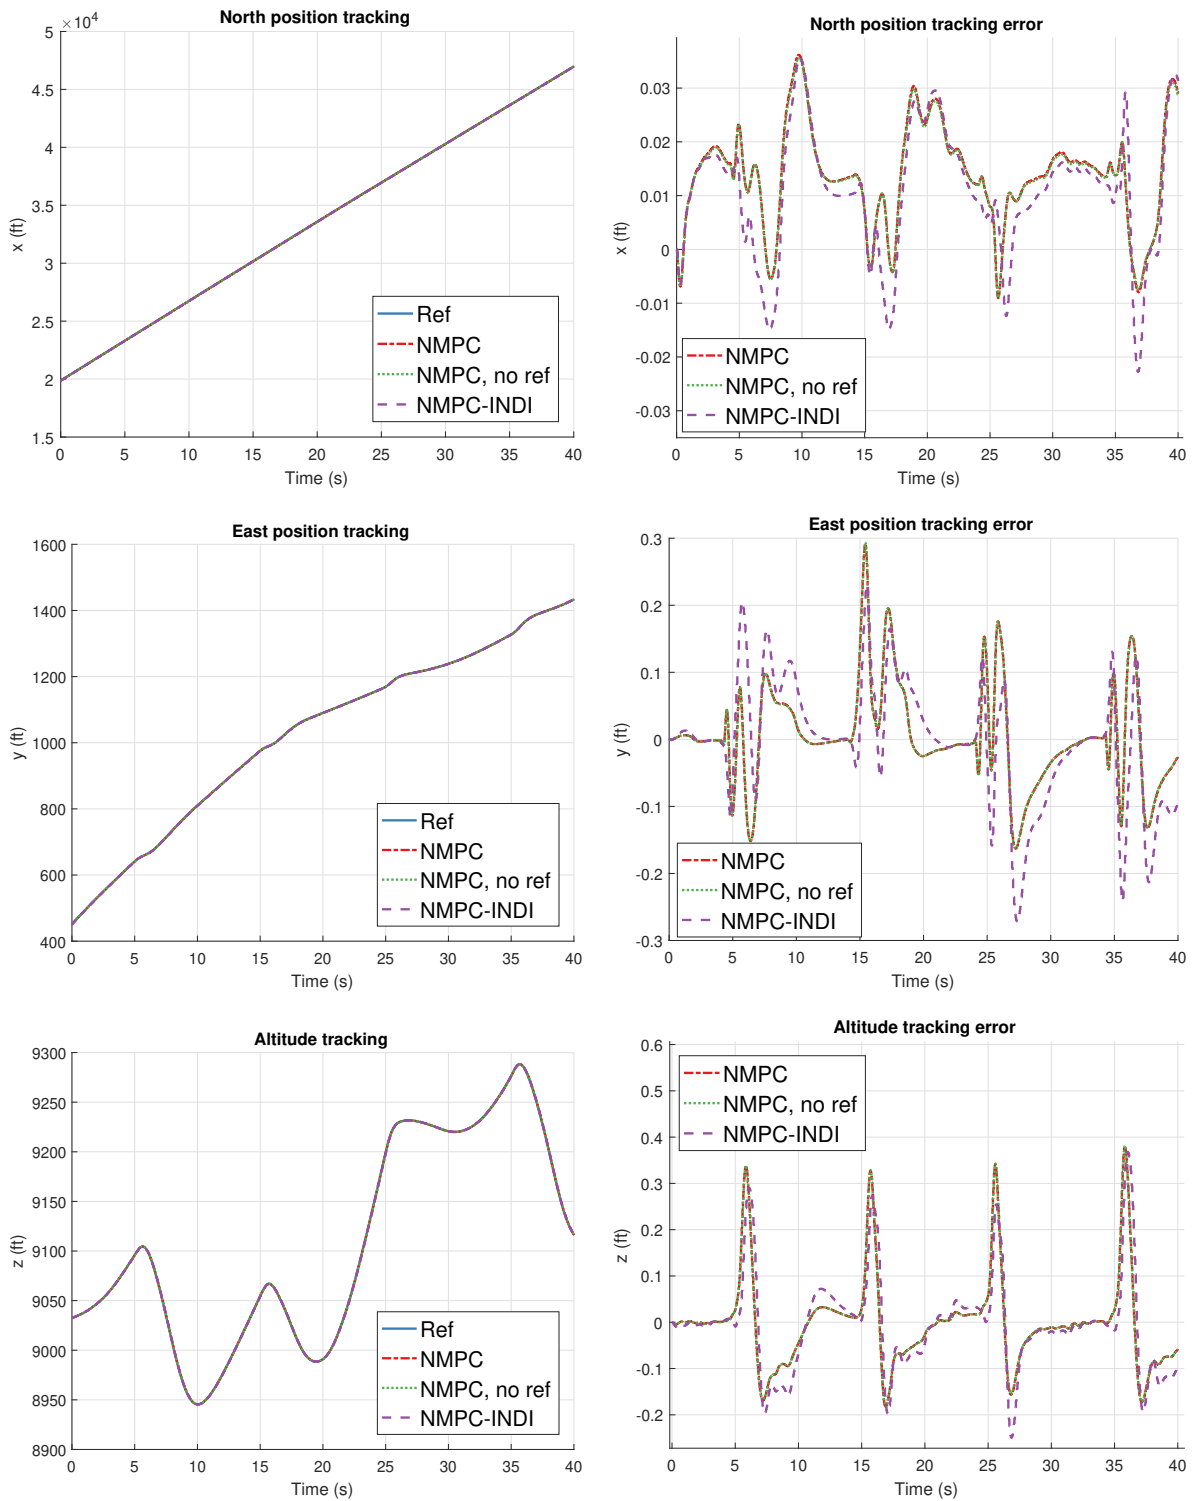 North position tracking
×10⁴
5
4.5
4
3.5
3
2.5
2
1.5
x (ft)
Ref
NMPC
NMPC, no ref
NMPC-INDI
0 5 10 15 20 25 30 35 40
Time (s)
North position tracking error
0.03
0.02
0.01
0
-0.01
-0.02
-0.03
x (ft)
NMPC
NMPC, no ref
NMPC-INDI
0 5 10 15 20 25 30 35 40
Time (s)
East position tracking
1600
1400
1200
1000
800
600
400
y (ft)
Ref
NMPC
NMPC, no ref
NMPC-INDI
0 5 10 15 20 25 30 35 40
Time (s)
East position tracking error
0.3
0.2
0.1
0
-0.1
-0.2
-0.3
y (ft)
NMPC
NMPC, no ref
NMPC-INDI
0 5 10 15 20 25 30 35 40
Time (s)
Altitude tracking
9300
9250
9200
9150
9100
9050
9000
8950
8900
z (ft)
Ref
NMPC
NMPC, no ref
NMPC-INDI
0 5 10 15 20 25 30 35 40
Time (s)
Altitude tracking error
0.6
0.5
0.4
0.3
0.2
0.1
0
-0.1
-0.2
z (ft)
NMPC
NMPC, no ref
NMPC-INDI
0 5 10 15 20 25 30 35 40
Time (s)